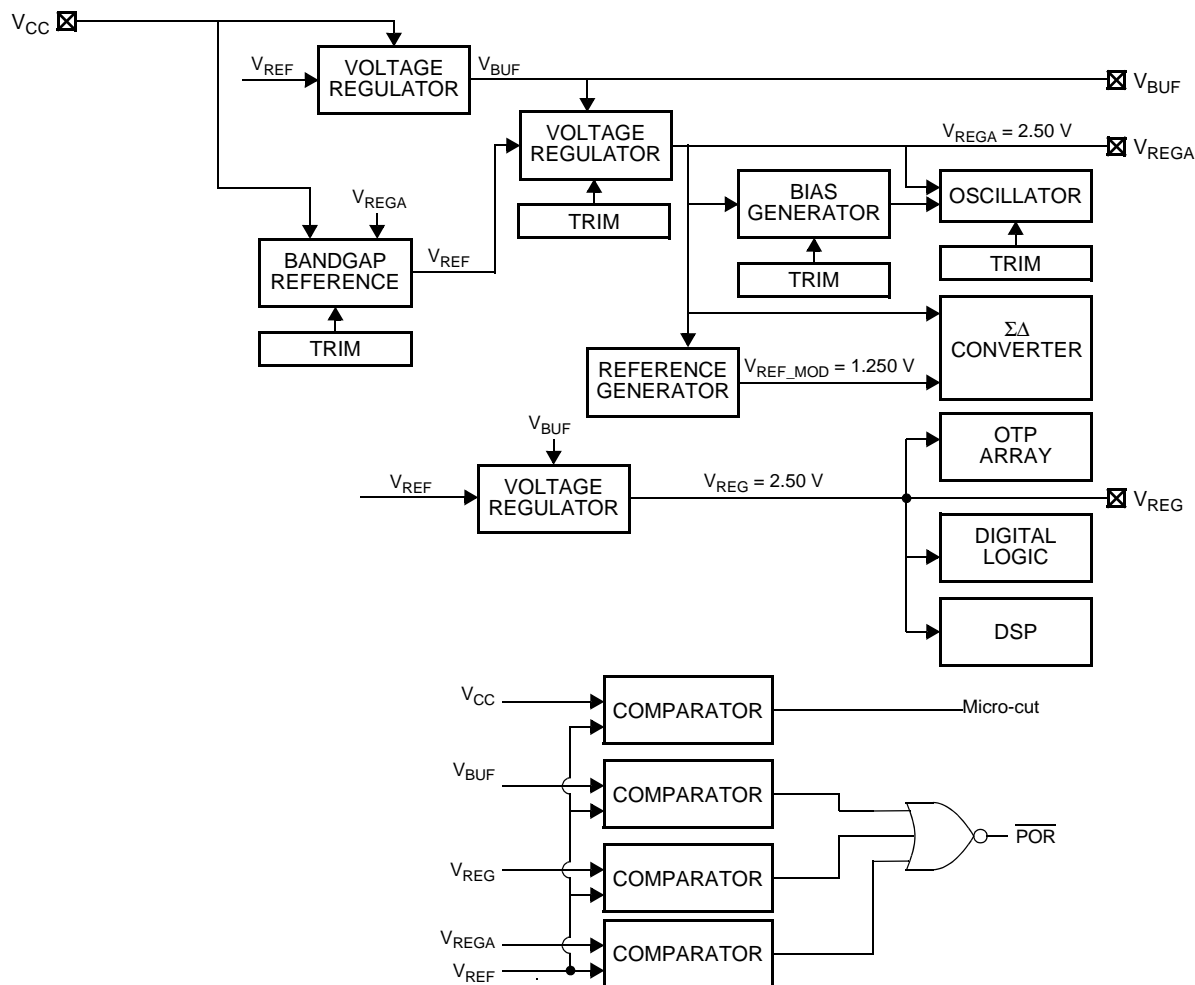 VCC
VREF
VOLTAGE
REGULATOR
VBUF
VBUF
VOLTAGE
REGULATOR
VREGA = 2.50 V
VREGA
TRIM
BIAS
GENERATOR
TRIM
OSCILLATOR
TRIM
VREGA
BANDGAP
REFERENCE
VREF
TRIM
REFERENCE
GENERATOR
VREF_MOD = 1.250 V
ΣΔ
CONVERTER
VBUF
VREF
VOLTAGE
REGULATOR
VREG = 2.50 V
VREG
OTP
ARRAY
DIGITAL
LOGIC
DSP
VCC
COMPARATOR
Micro-cut
VBUF
COMPARATOR
POR
VREG
COMPARATOR
VREGA
COMPARATOR
VREF